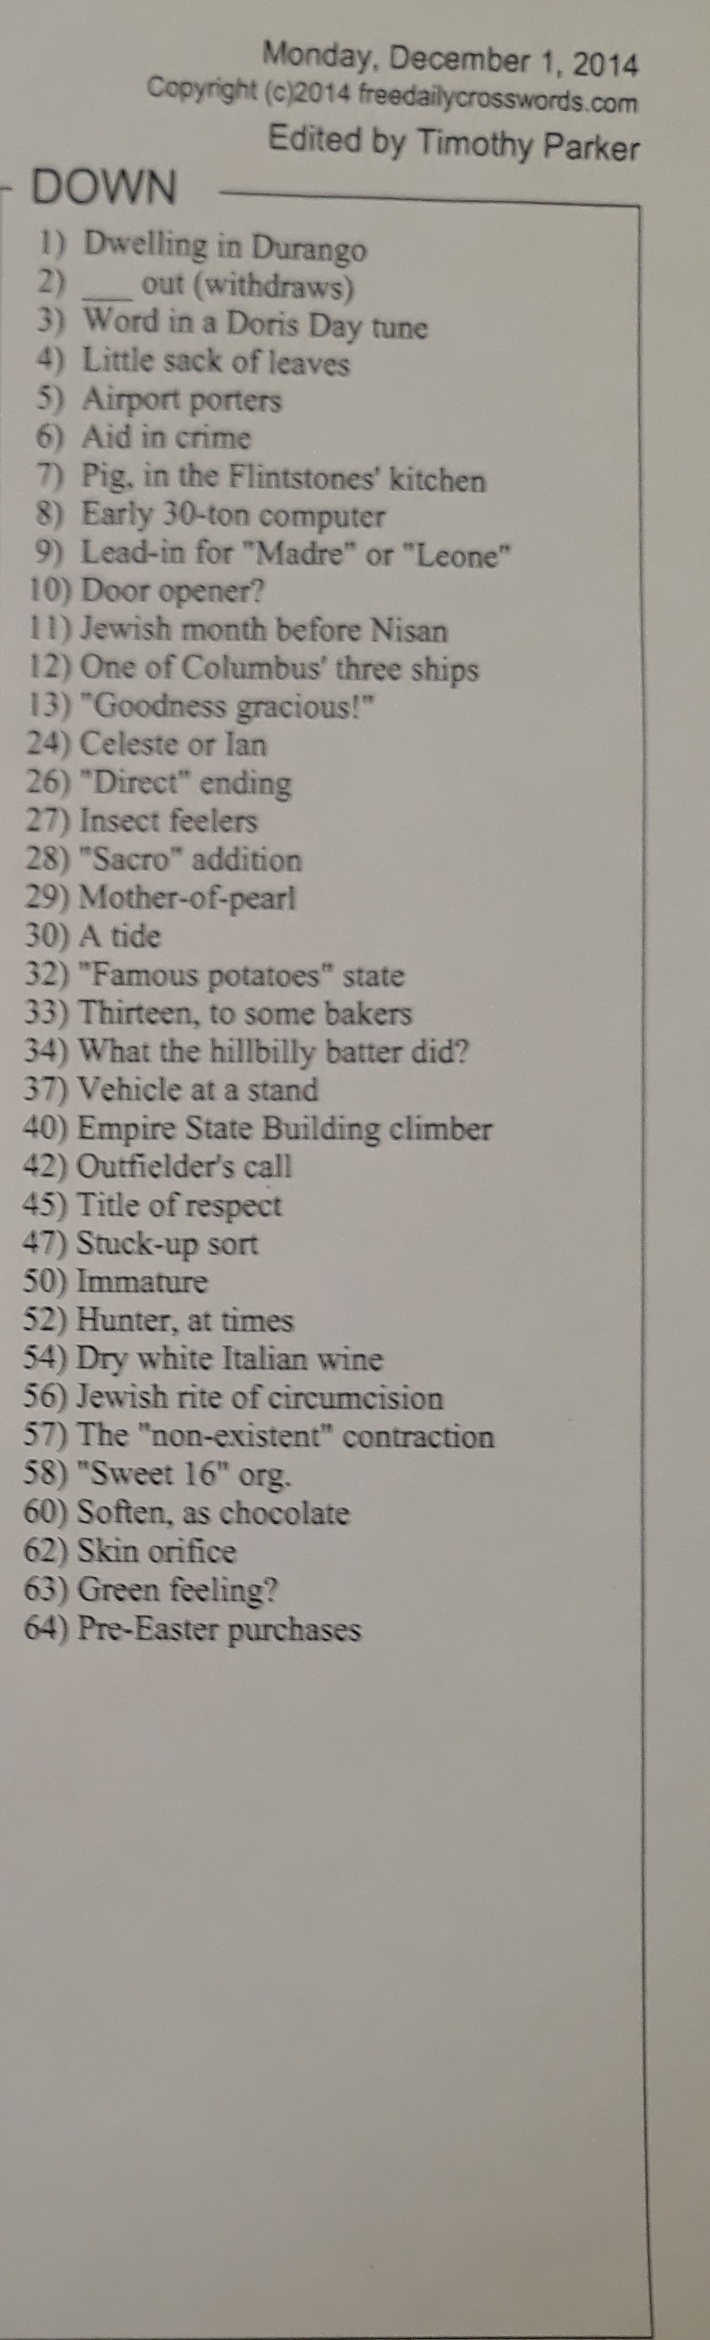 Monday, December 1, 2014
Copyright (c)2014 freedailycrosswords.com
Edited by Timothy Parker
DOWN
1) Dwelling in Durango
2) ___ out (withdraws)
3) Word in a Doris Day tune
4) Little sack of leaves
5) Airport porters
6) Aid in crime
7) Pig, in the Flintstones' kitchen
8) Early 30-ton computer
9) Lead-in for "Madre" or "Leone"
10) Door opener?
11) Jewish month before Nisan
12) One of Columbus' three ships
13) "Goodness gracious!"
24) Celeste or Ian
26) "Direct" ending
27) Insect feelers
28) "Sacro" addition
29) Mother-of-pearl
30) A tide
32) "Famous potatoes" state
33) Thirteen, to some bakers
34) What the hillbilly batter did?
37) Vehicle at a stand
40) Empire State Building climber
42) Outfielder's call
45) Title of respect
47) Stuck-up sort
50) Immature
52) Hunter, at times
54) Dry white Italian wine
56) Jewish rite of circumcision
57) The "non-existent" contraction
58) "Sweet 16" org.
60) Soften, as chocolate
62) Skin orifice
63) Green feeling?
64) Pre-Easter purchases